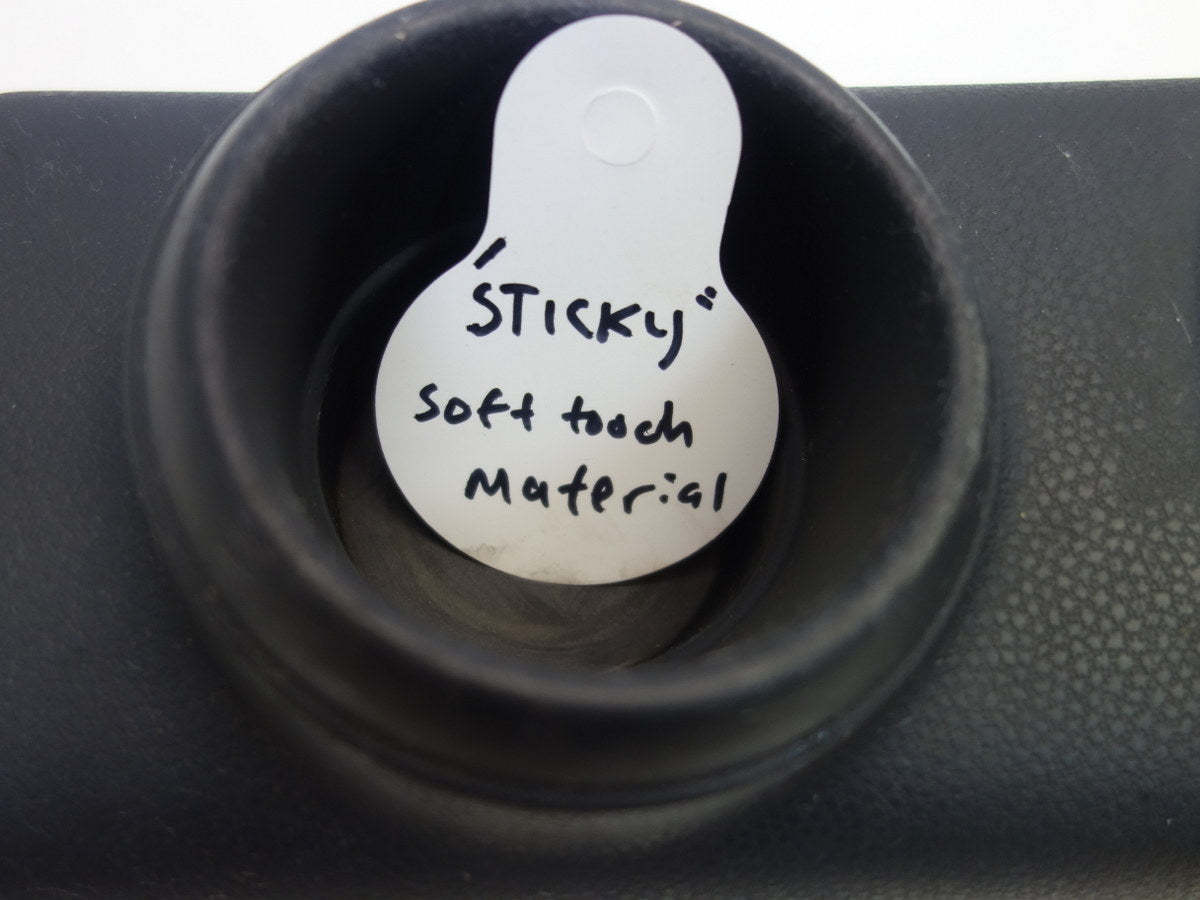 "STICKY"
Soft touch
Material